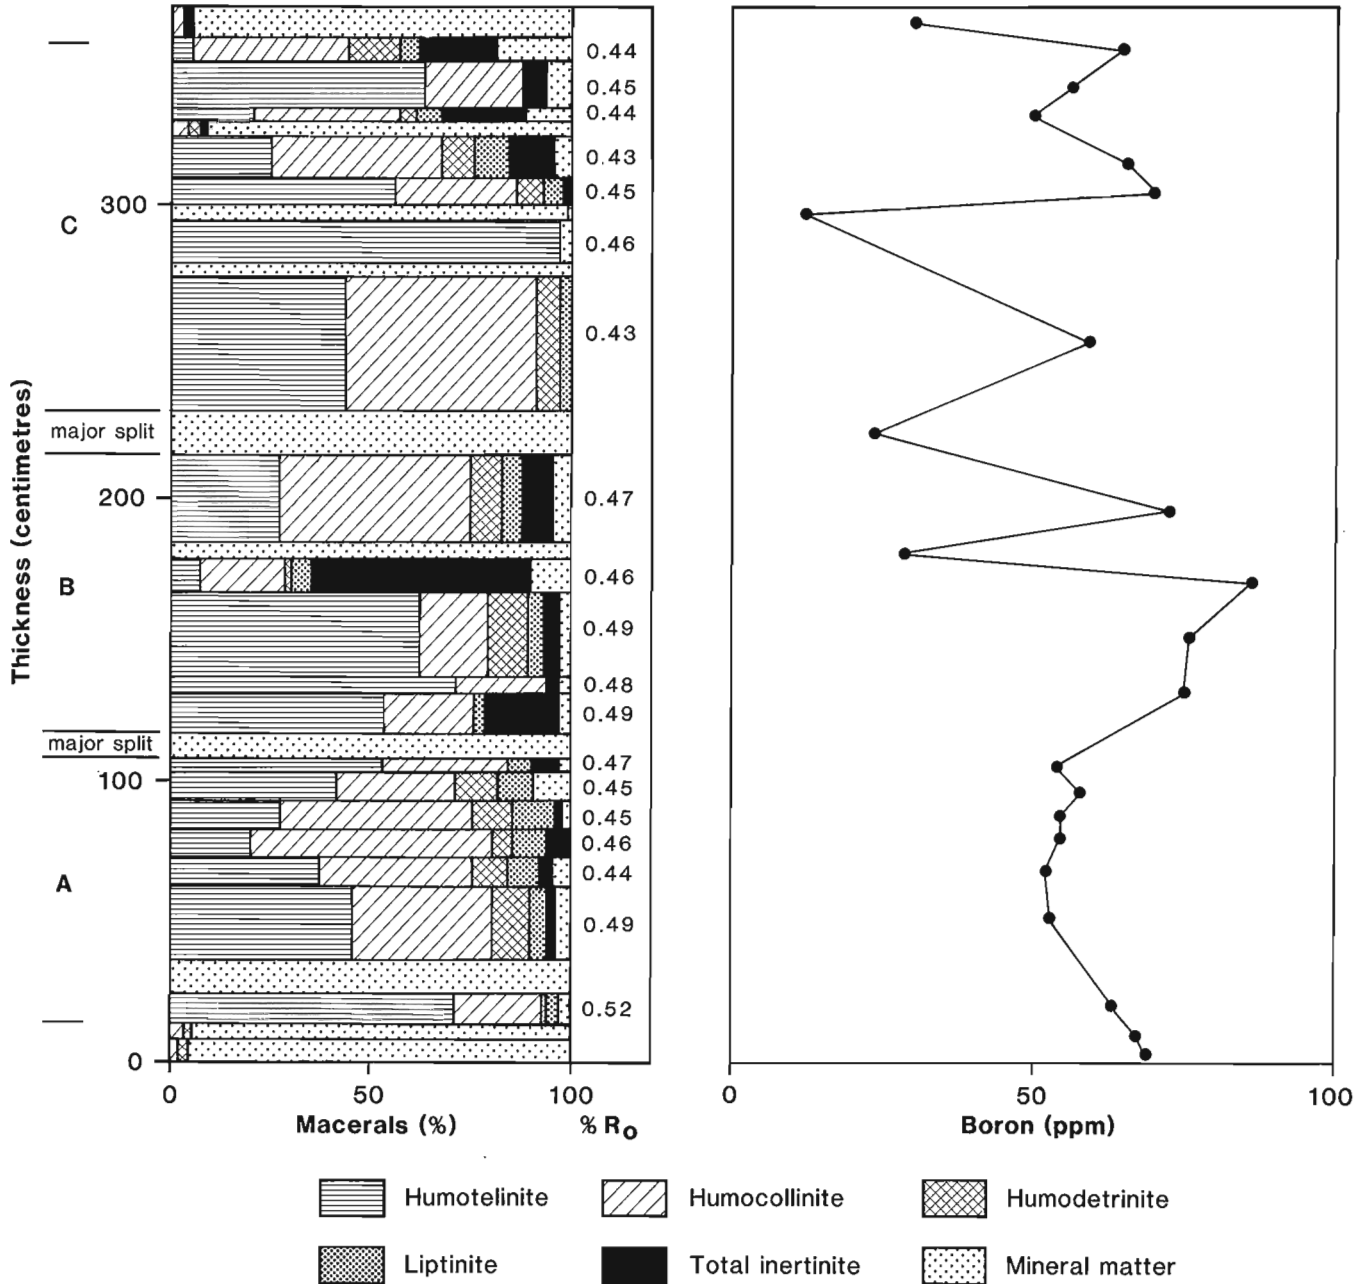 Thickness (centimetres)
C
300
major split
200
B
major split
100
A
0
0.44
0.45
0.44
0.43
0.45
0.46
0.43
0.47
0.46
0.49
0.48
0.49
0.47
0.45
0.45
0.46
0.44
0.49
0.52
0 50 100
Macerals (%) % Ro
0 50 100
Boron (ppm)
Humotelinite Humocollinite Humodetrinite
Liptinite Total inertinite Mineral matter